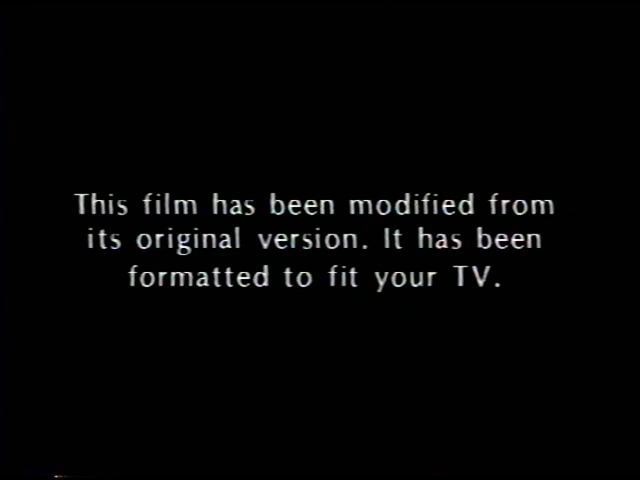 This film has been modified from
its original version. It has been
formatted to fit your TV.